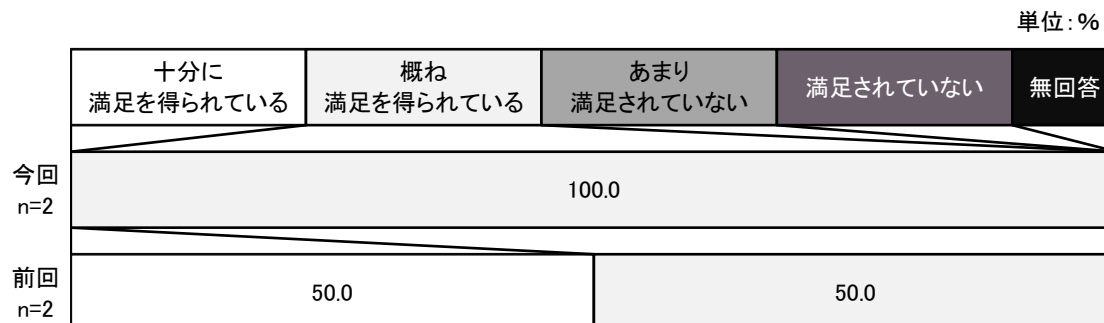 単位:%
十分に
満足を得られている
概ね
満足を得られている
あまり
満足されていない
満足されていない
無回答
今回
n=2
100.0
前回
n=2
50.0
50.0